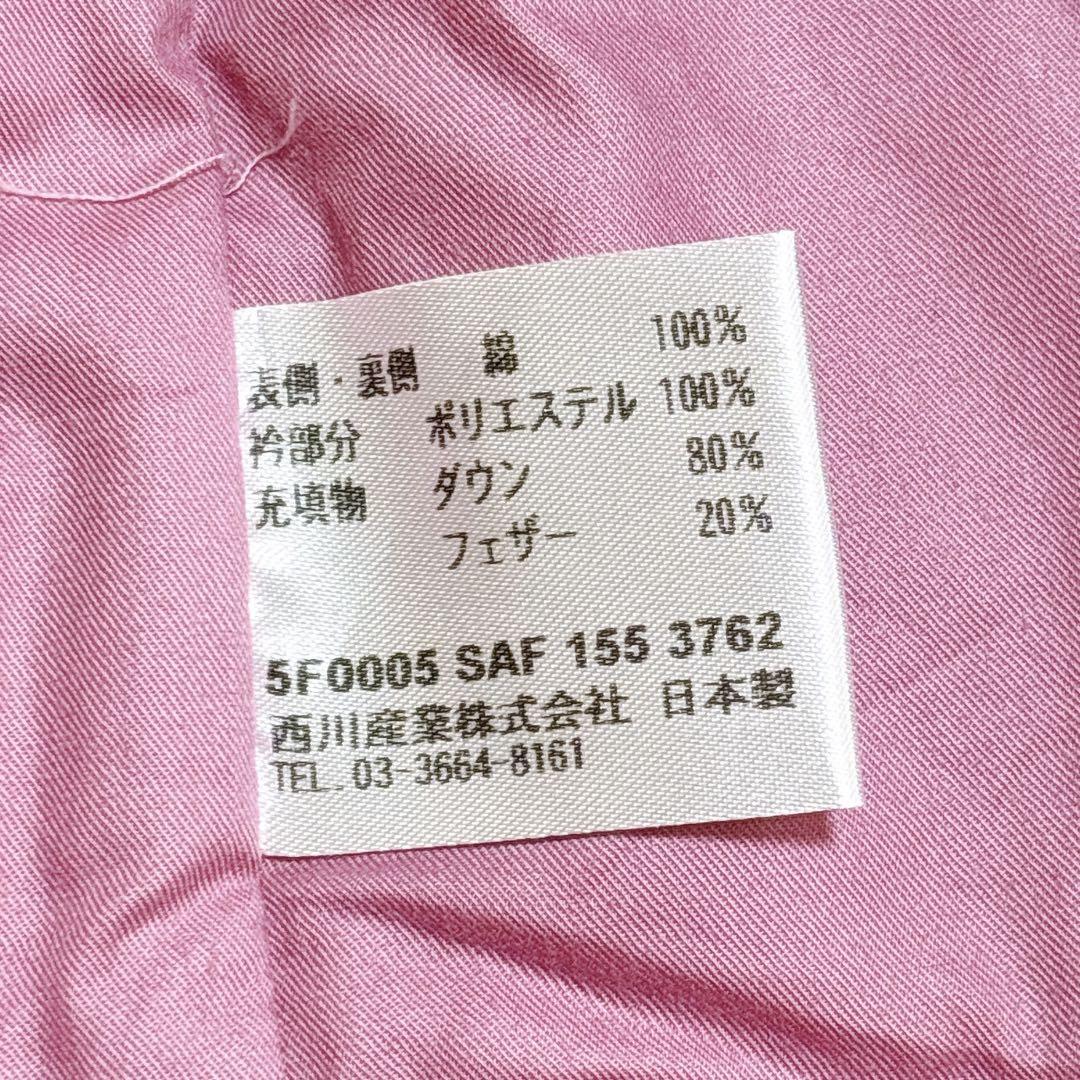 表側・裏側 綿 100%
衿部分 ポリエステル 100%
充填物 ダウン 80%
フェザー 20%
5F0005 SAF 155 3762
西川産業株式会社 日本製
TEL.03-3664-8161